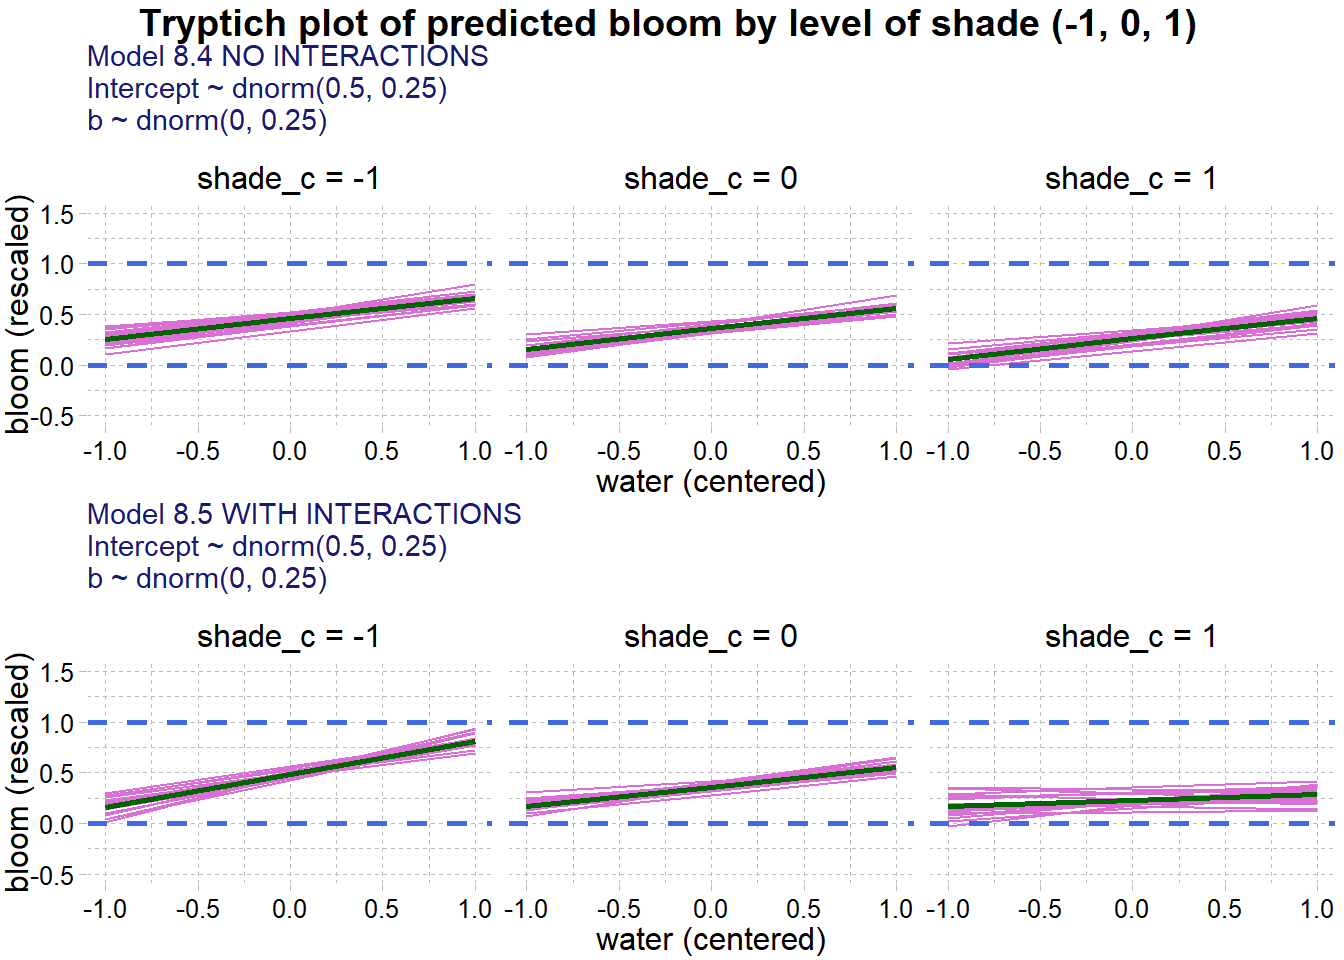 Tryptich plot of predicted bloom by level of shade (-1, 0, 1)
Model 8.4 NO INTERACTIONS
Intercept ~ dnorm(0.5, 0.25)
b ~ dnorm(0, 0.25)
shade_c = -1
shade_c = 0
shade_c = 1
bloom (rescaled)
1.5
1.0
0.5
0.0
-0.5
-1.0 -0.5 0.0 0.5 1.0
-1.0 -0.5 0.0 0.5 1.0
-1.0 -0.5 0.0 0.5 1.0
water (centered)
Model 8.5 WITH INTERACTIONS
Intercept ~ dnorm(0.5, 0.25)
b ~ dnorm(0, 0.25)
shade_c = -1
shade_c = 0
shade_c = 1
bloom (rescaled)
1.5
1.0
0.5
0.0
-0.5
-1.0 -0.5 0.0 0.5 1.0
-1.0 -0.5 0.0 0.5 1.0
-1.0 -0.5 0.0 0.5 1.0
water (centered)